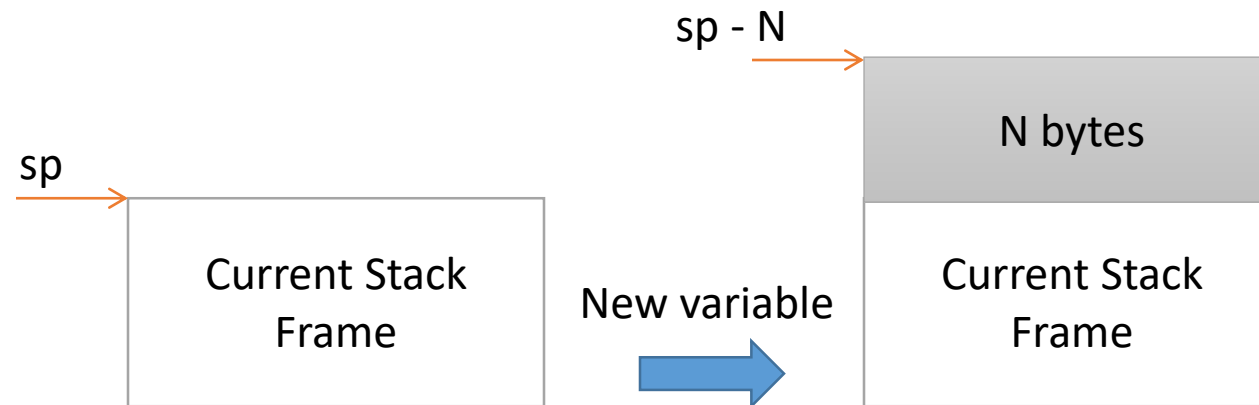 sp - N
N bytes
sp
Current Stack
Frame
New variable
Current Stack
Frame